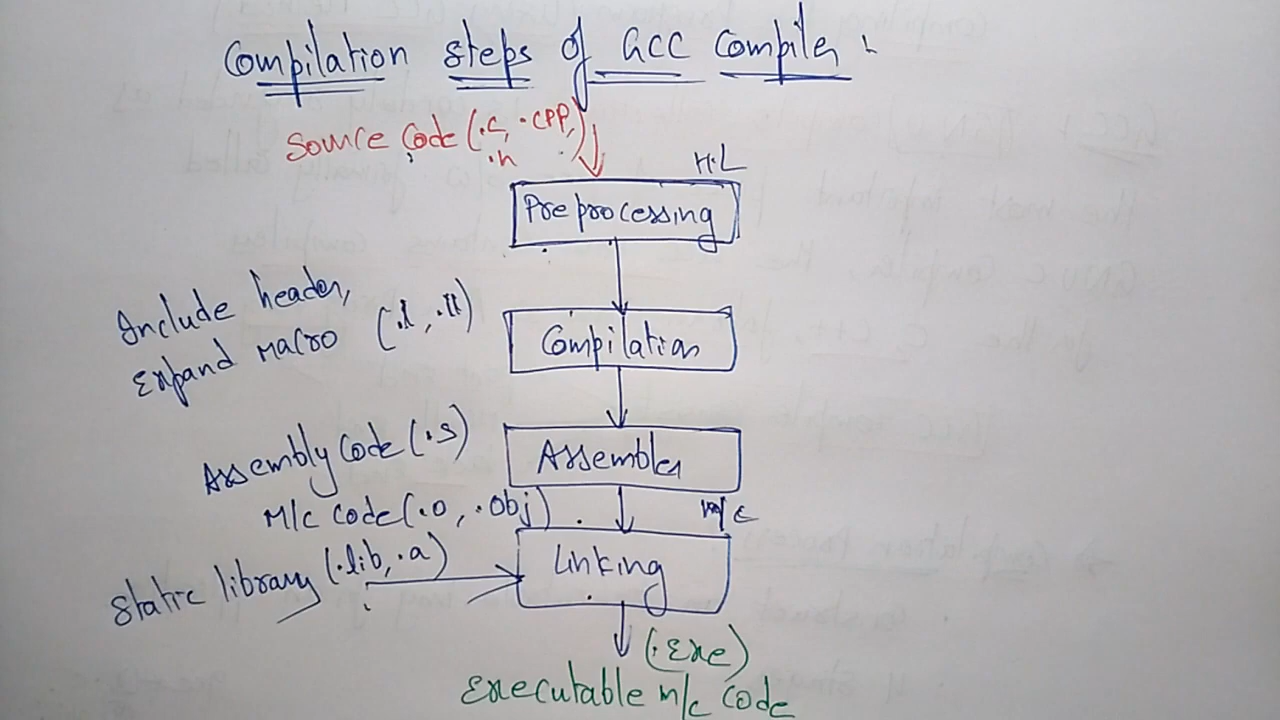 Compilation steps of GCC Compiler :
Source Code (.c, .cpp,
.h
H.L
Preprocessing
Include header,
Expand Macro (.i, .ii)
Compilation
Assembly Code (.s)
Assembler
M/c code (.o, .obj)
M/c
Static library (.lib, .a)
Linking
(.Exe)
Executable m/c Code